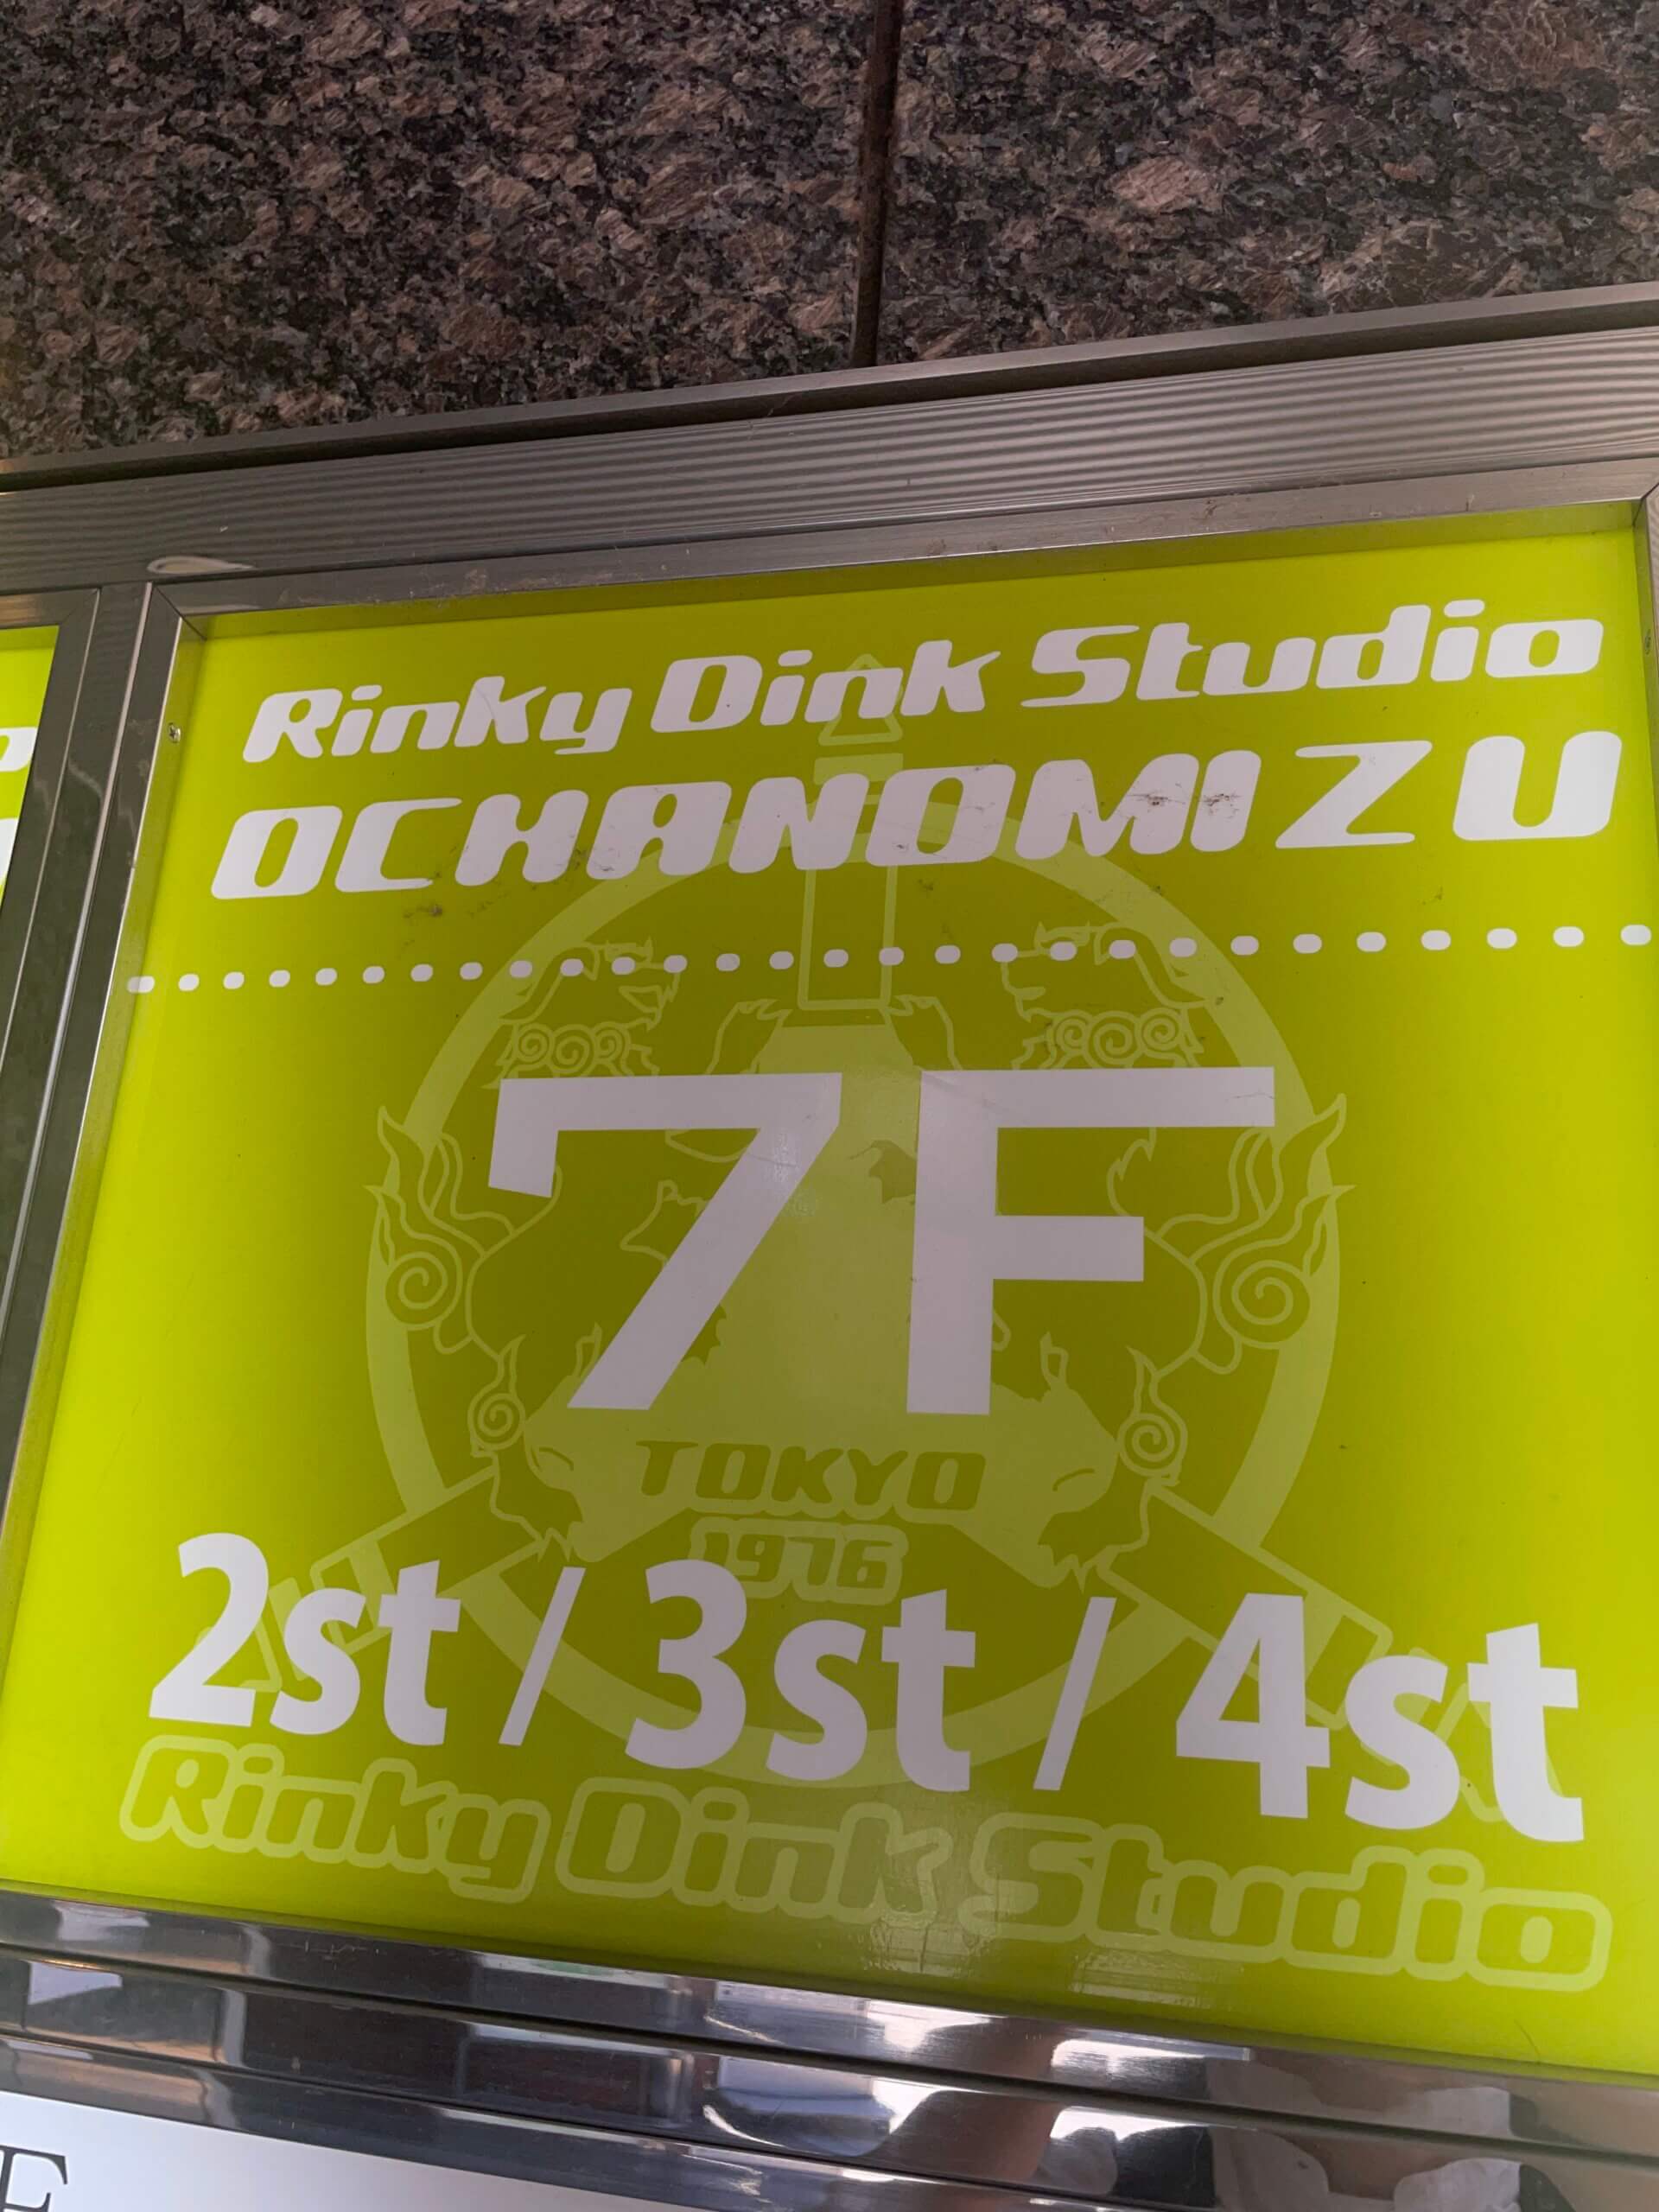 Rinky Dink Studio
OCHANOMIZU
7F
TOKYO
1976
2st / 3st / 4st
Rinky Dink Studio